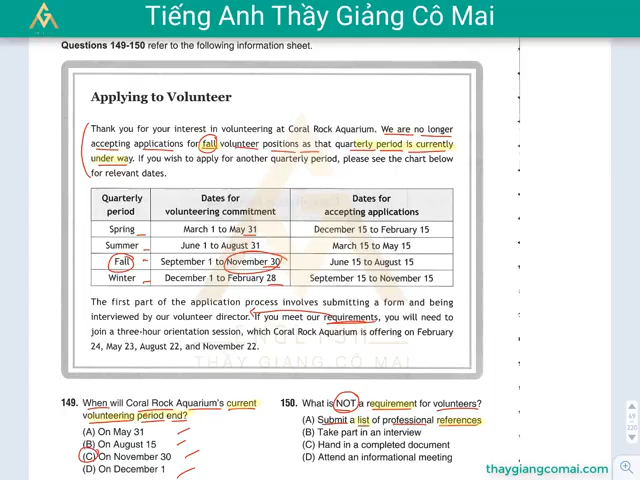 Tiếng Anh Thầy Giảng Cô Mai
Questions 149-150 refer to the following information sheet.
Applying to Volunteer
Thank you for your interest in volunteering at Coral Rock Aquarium. We are no longer
accepting applications for fall volunteer positions as that quarterly period is currently
under way. If you wish to apply for another quarterly period, please see the chart below
for relevant dates.
Quarterly period Dates for volunteering commitment Dates for accepting applications
Spring March 1 to May 31 December 15 to February 15
Summer June 1 to August 31 March 15 to May 15
Fall September 1 to November 30 June 15 to August 15
Winter December 1 to February 28 September 15 to November 15
The first part of the application process involves submitting a form and being
interviewed by our volunteer director. If you meet our requirements, you will need to
join a three-hour orientation session, which Coral Rock Aquarium is offering on February
24, May 23, August 22, and November 22.
THẦY GIẢNG CÔ MAI
149. When will Coral Rock Aquarium's current
volunteering period end?
(A) On May 31
(B) On August 15
(C) On November 30
(D) On December 1
150. What is NOT a requirement for volunteers?
(A) Submit a list of professional references
(B) Take part in an interview
(C) Hand in a completed document
(D) Attend an informational meeting
69
220
thaygiangcomai.com